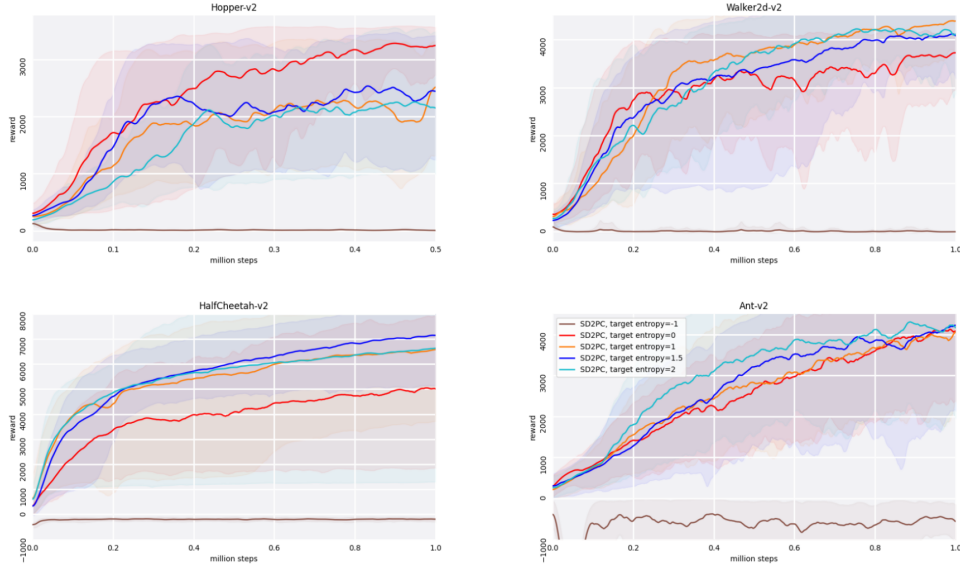 Hopper-v2
reward
3000
2000
1000
0
0.0 0.1 0.2 0.3 0.4 0.5
million steps
Walker2d-v2
reward
4000
3000
2000
1000
0
0.0 0.2 0.4 0.6 0.8 1.0
million steps
HalfCheetah-v2
reward
8000
7000
6000
5000
4000
3000
2000
1000
0
−1000
0.0 0.2 0.4 0.6 0.8 1.0
million steps
Ant-v2
SD2PC, target entropy=-1
SD2PC, target entropy=0
SD2PC, target entropy=1
SD2PC, target entropy=1.5
SD2PC, target entropy=2
reward
4000
3000
2000
1000
0
−1000
0.0 0.2 0.4 0.6 0.8 1.0
million steps